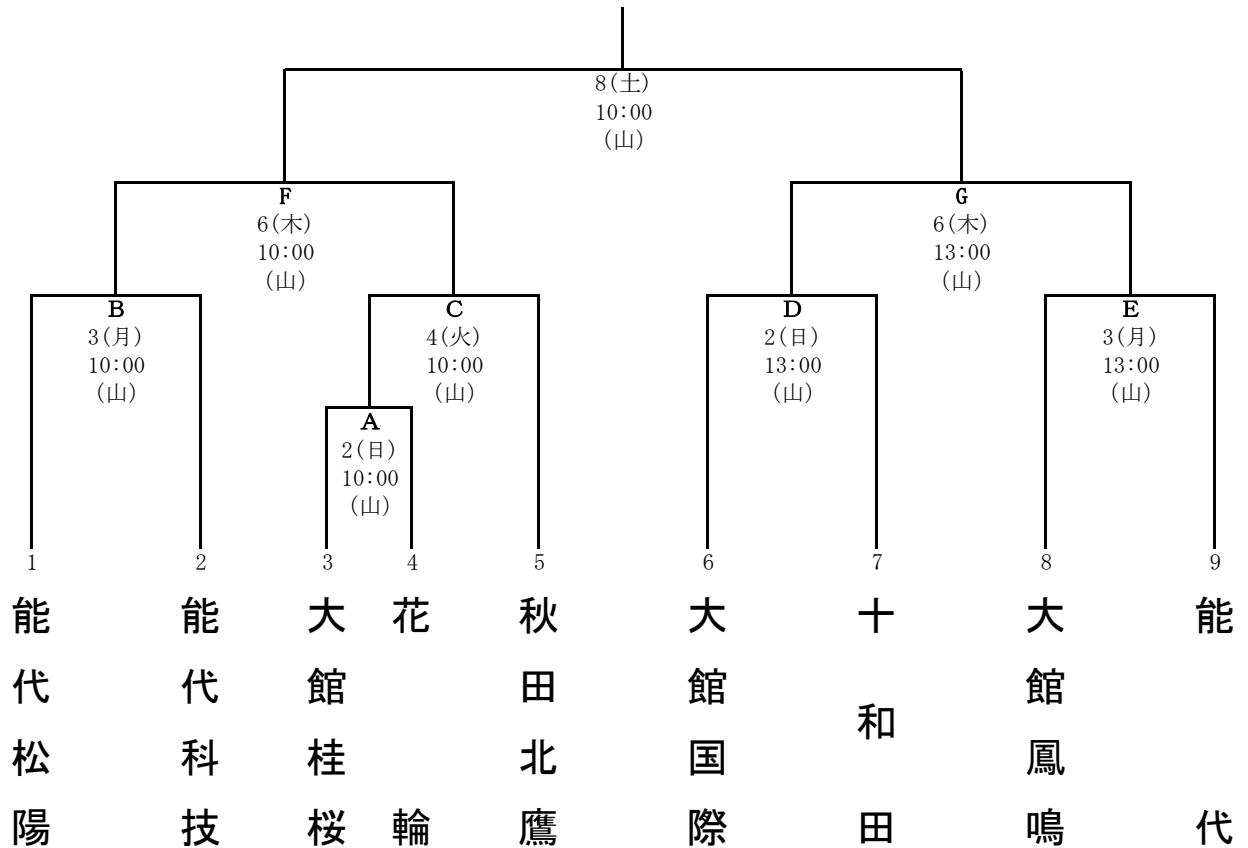 8(土)
10:00
(山)
F
6(木)
10:00
(山)
G
6(木)
13:00
(山)
B
3(月)
10:00
(山)
C
4(火)
10:00
(山)
D
2(日)
13:00
(山)
E
3(月)
13:00
(山)
A
2(日)
10:00
(山)
1
2
3
4
5
6
7
8
9
能代松陽
能代科技
大館桂桜
花輪
秋田北鷹
大館国際
十和田
大館鳳鳴
能代